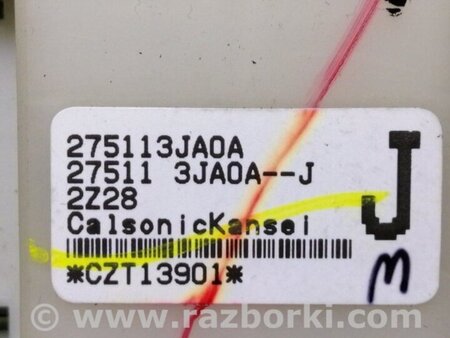 275113JA0A
27511 3JA0A--J
2Z28
CalsonicKansei
*CZT13901*
J
M
© www.razborki.com